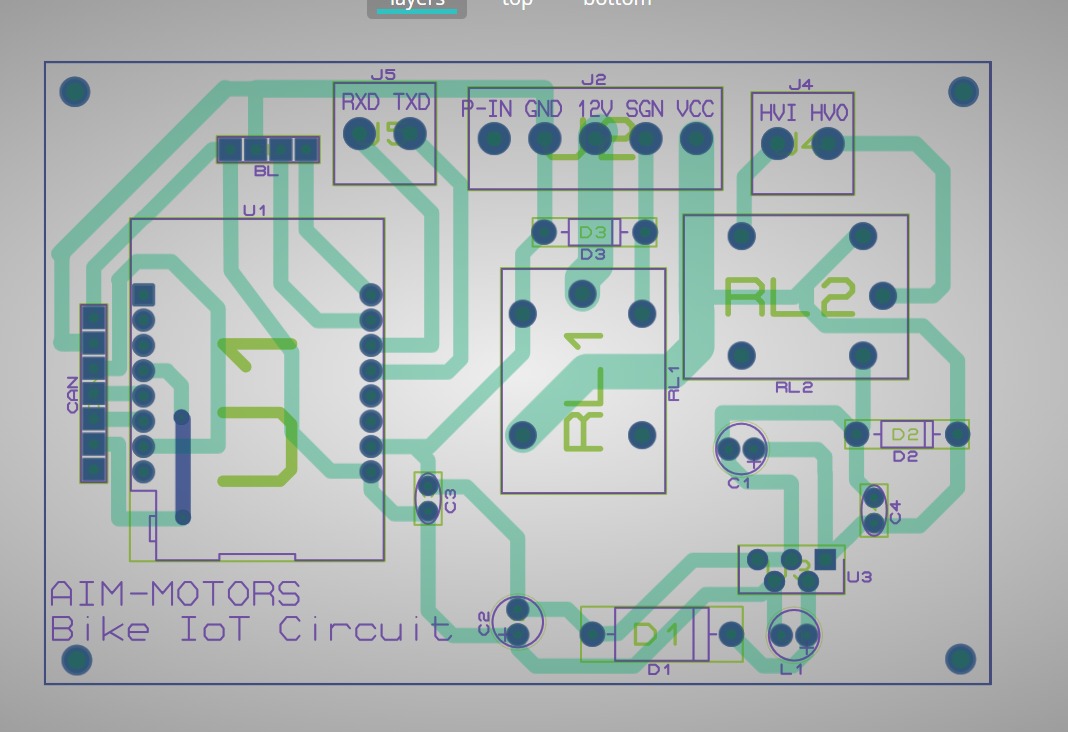 layers top bottom
J5 J2 J4
RXD TXD P-IN GND 12V SGN VCC HVI HVO
J5 J2 J4
BL
U1
D3
D3
RL2
RL1
U1
RL1
CAN
RL2
D2
D2
C1
C3
C4
U3
U3
AIM-MOTORS
Bike IoT Circuit
C2
D1
D1
L1